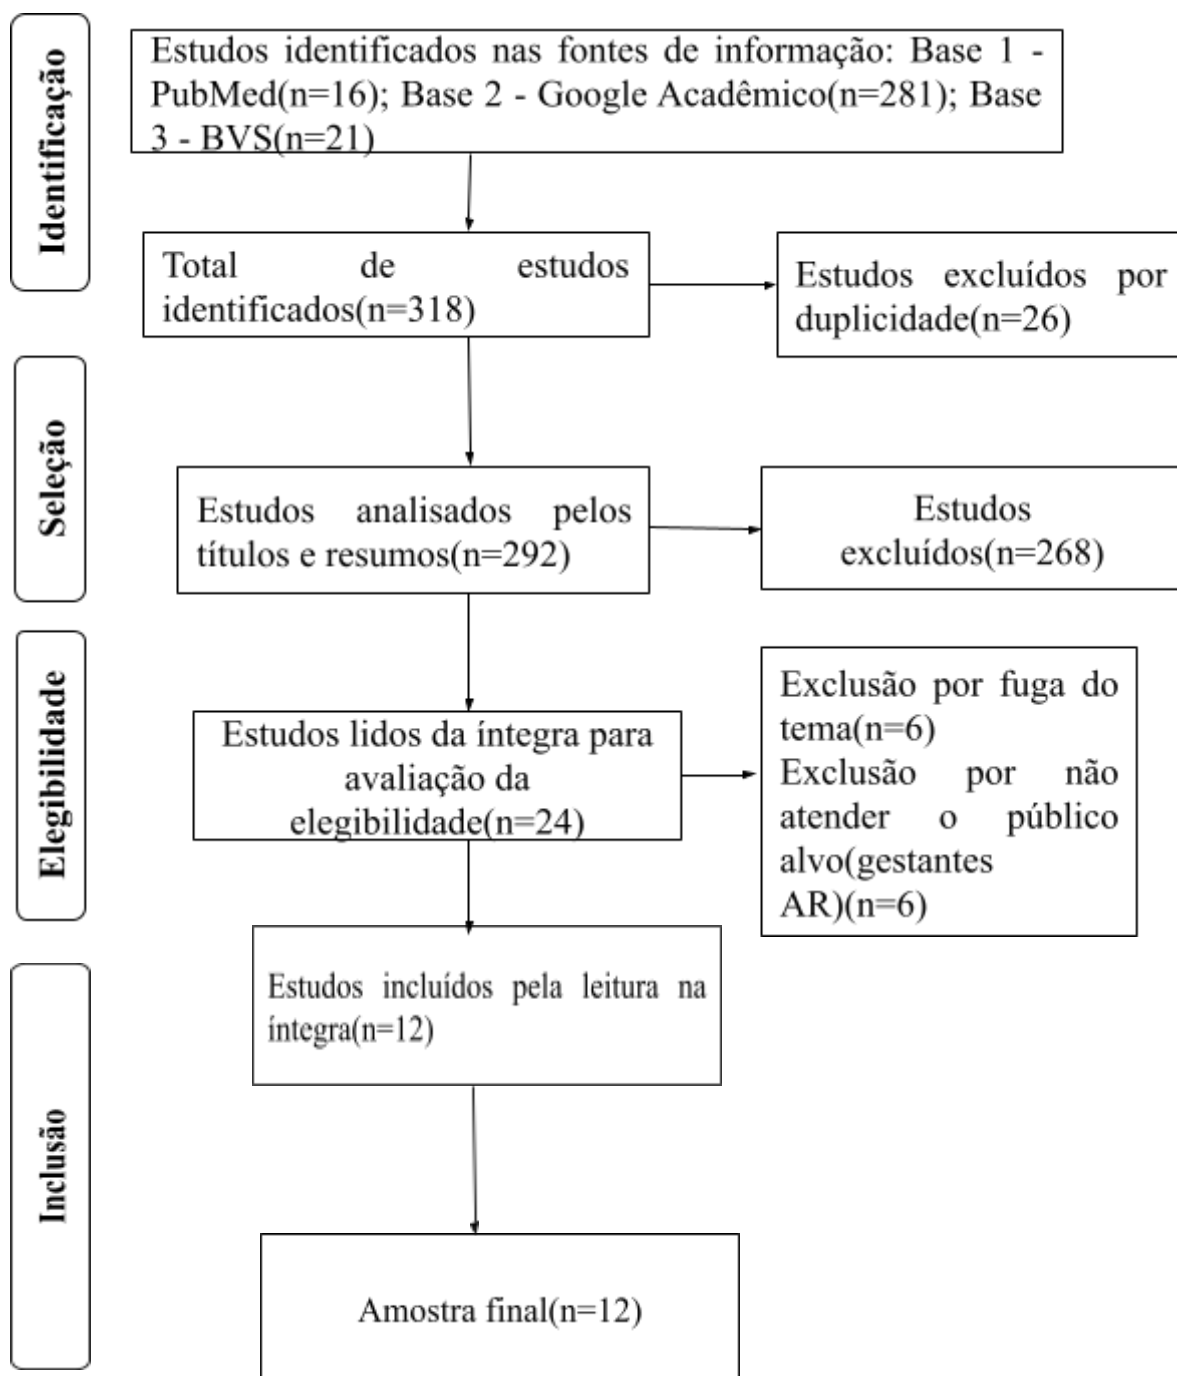 Identificação
Estudos identificados nas fontes de informação: Base 1 -
PubMed(n=16); Base 2 - Google Acadêmico(n=281); Base
3 - BVS(n=21)
Total de estudos
identificados(n=318)
Estudos excluídos por
duplicidade(n=26)
Seleção
Estudos analisados pelos
títulos e resumos(n=292)
Estudos
excluídos(n=268)
Elegibilidade
Estudos lidos da íntegra para
avaliação da
elegibilidade(n=24)
Exclusão por fuga do
tema(n=6)
Exclusão por não
atender o público
alvo(gestantes
AR)(n=6)
Inclusão
Estudos incluídos pela leitura na
íntegra(n=12)
Amostra final(n=12)